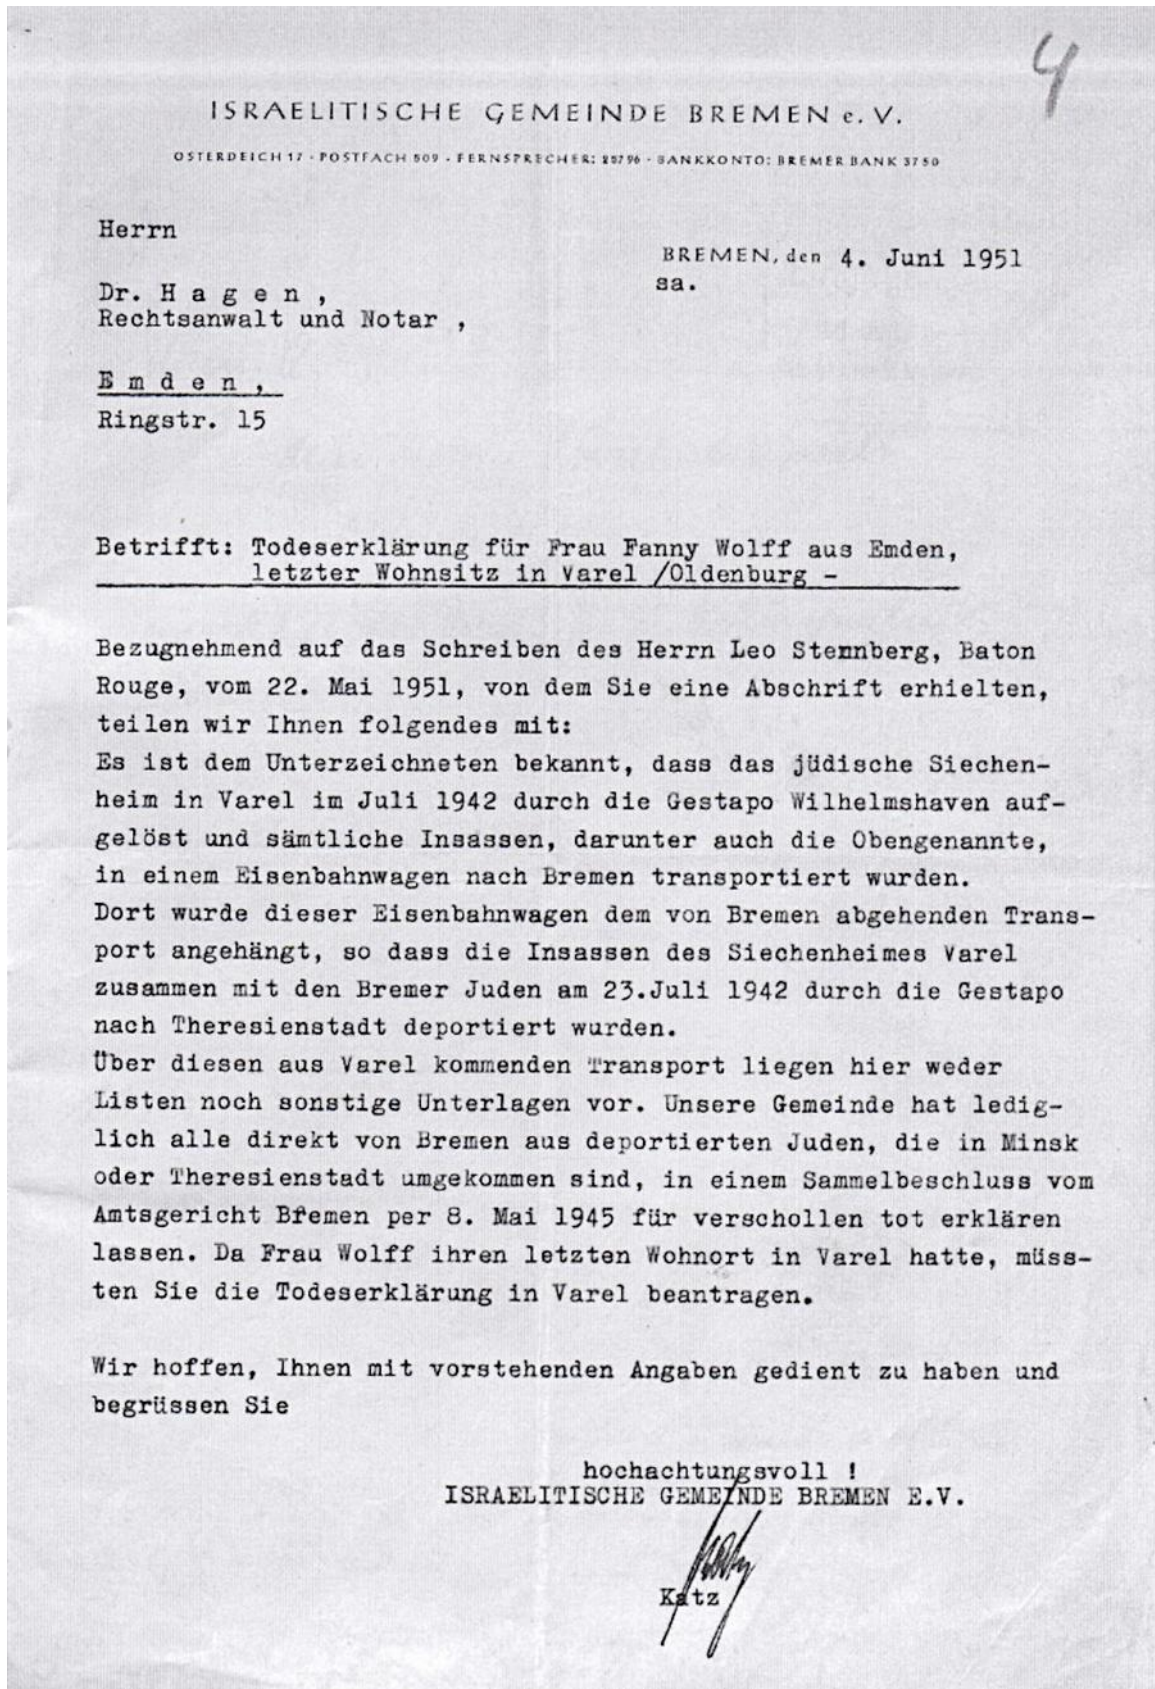 4
ISRAELITISCHE GEMEINDE BREMEN e. V.
OSTERDEICH 17 · POSTFACH 509 · FERNSPRECHER: 28796 · BANKKONTO: BREMER BANK 3750
Herrn
BREMEN, den 4. Juni 1951
sa.
Dr. H a g e n ,
Rechtsanwalt und Notar ,
E m d e n ,
Ringstr. 15
Betrifft: Todeserklärung für Frau Fanny Wolff aus Emden,
letzter Wohnsitz in Varel /Oldenburg -
Bezugnehmend auf das Schreiben des Herrn Leo Sternberg, Baton
Rouge, vom 22. Mai 1951, von dem Sie eine Abschrift erhielten,
teilen wir Ihnen folgendes mit:
Es ist dem Unterzeichneten bekannt, dass das jüdische Siechen-
heim in Varel im Juli 1942 durch die Gestapo Wilhelmshaven auf-
gelöst und sämtliche Insassen, darunter auch die Obengenannte,
in einem Eisenbahnwagen nach Bremen transportiert wurden.
Dort wurde dieser Eisenbahnwagen dem von Bremen abgehenden Trans-
port angehängt, so dass die Insassen des Siechenheimes Varel
zusammen mit den Bremer Juden am 23.Juli 1942 durch die Gestapo
nach Theresienstadt deportiert wurden.
Über diesen aus Varel kommenden Transport liegen hier weder
Listen noch sonstige Unterlagen vor. Unsere Gemeinde hat ledig-
lich alle direkt von Bremen aus deportierten Juden, die in Minsk
oder Theresienstadt umgekommen sind, in einem Sammelbeschluss vom
Amtsgericht Bremen per 8. Mai 1945 für verschollen tot erklären
lassen. Da Frau Wolff ihren letzten Wohnort in Varel hatte, müss-
ten Sie die Todeserklärung in Varel beantragen.
Wir hoffen, Ihnen mit vorstehenden Angaben gedient zu haben und
begrüssen Sie
hochachtungsvoll !
ISRAELITISCHE GEMEINDE BREMEN E.V.
Katz
Katz